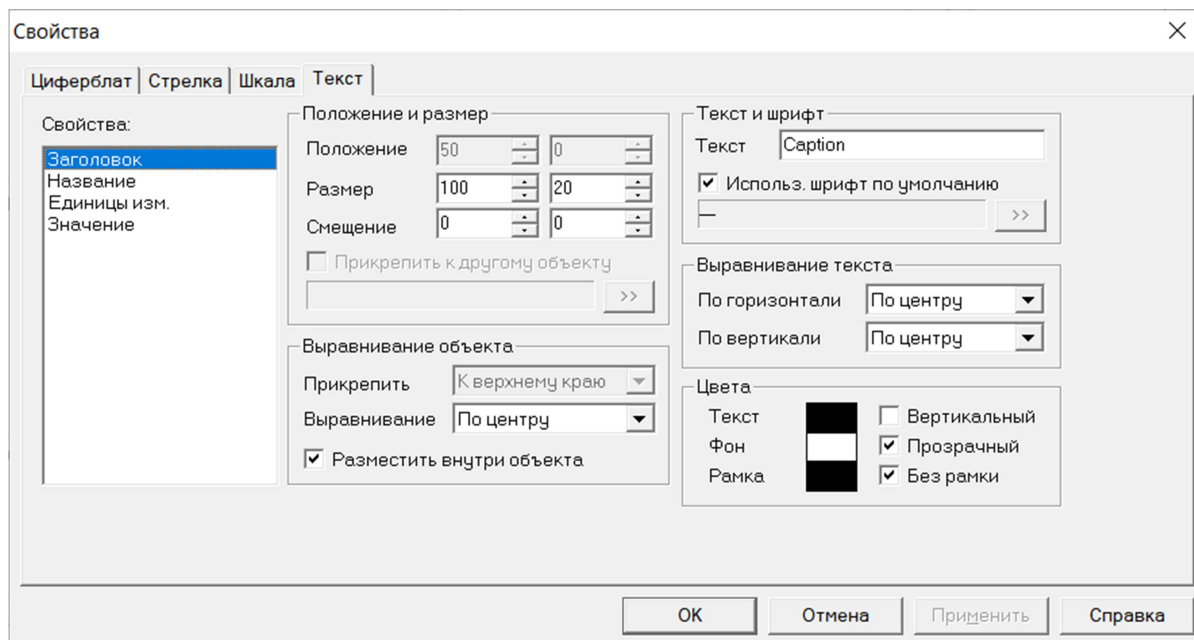 Свойства
Циферблат Стрелка Шкала Текст
Свойства:
Заголовок
Название
Единицы изм.
Значение
Положение и размер
Положение 50 0
Размер 100 20
Смещение 0 0
Прикрепить к другому объекту
>>
Выравнивание объекта
Прикрепить К верхнему краю
Выравнивание По центру
Разместить внутри объекта
Текст и шрифт
Текст Caption
Использ. шрифт по умолчанию
— >>
Выравнивание текста
По горизонтали По центру
По вертикали По центру
Цвета
Текст Вертикальный
Фон Прозрачный
Рамка Без рамки
OK Отмена Применить Справка